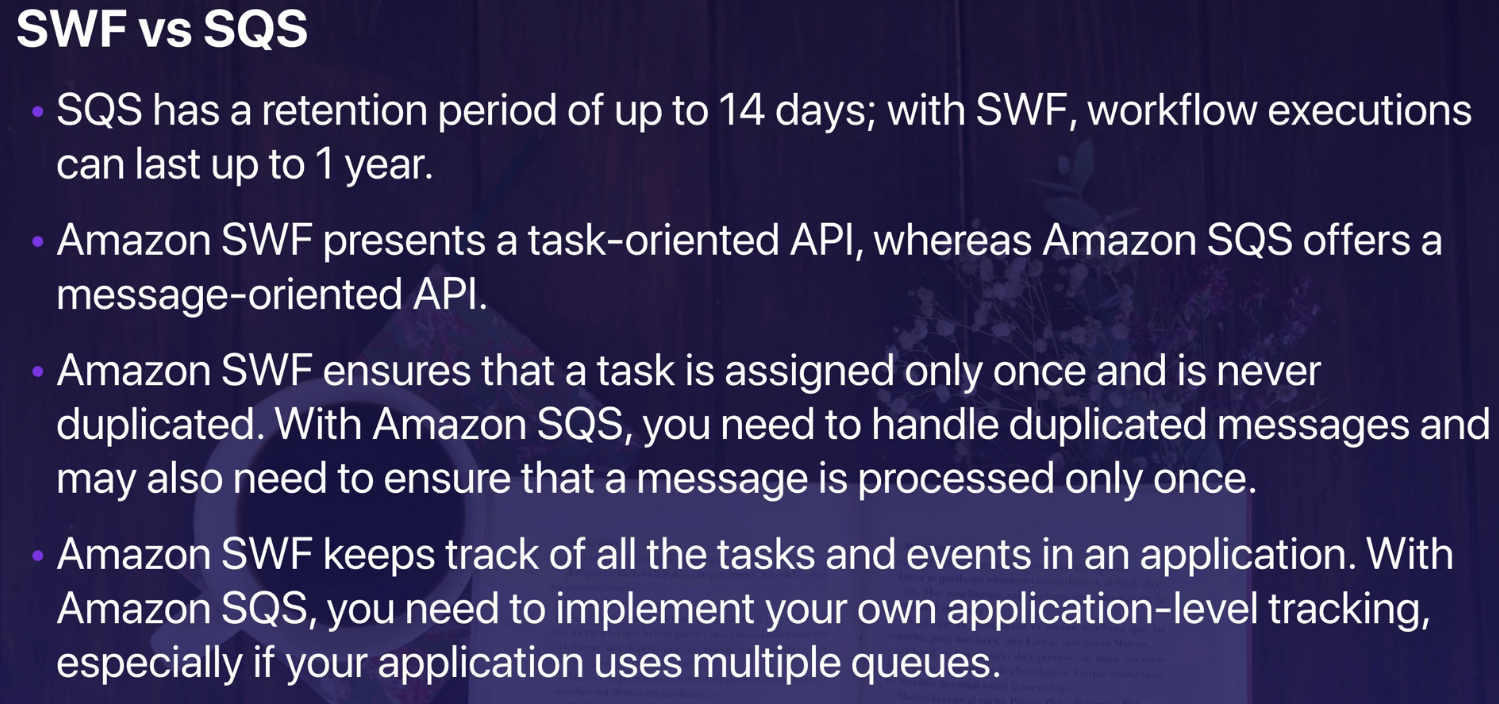 SWF vs SQS
• SQS has a retention period of up to 14 days; with SWF, workflow executions
can last up to 1 year.
• Amazon SWF presents a task-oriented API, whereas Amazon SQS offers a
message-oriented API.
• Amazon SWF ensures that a task is assigned only once and is never
duplicated. With Amazon SQS, you need to handle duplicated messages and
may also need to ensure that a message is processed only once.
• Amazon SWF keeps track of all the tasks and events in an application. With
Amazon SQS, you need to implement your own application-level tracking,
especially if your application uses multiple queues.